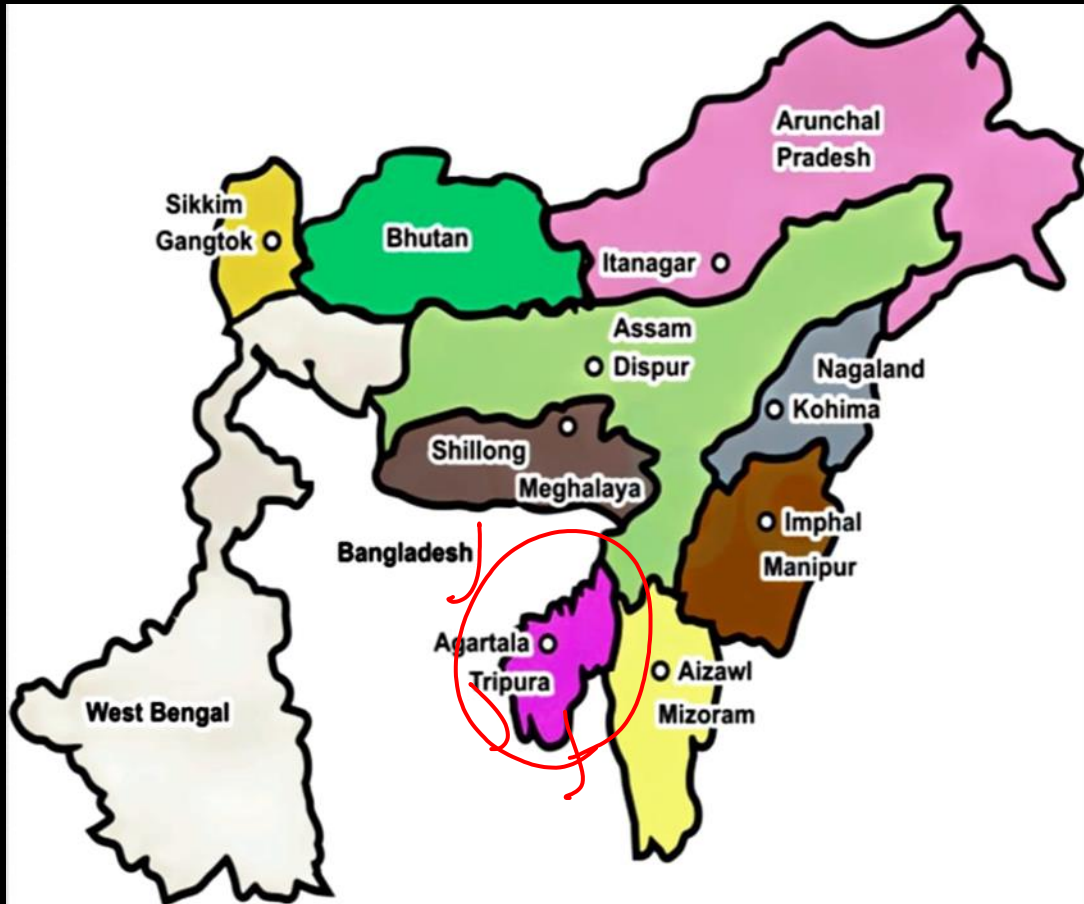 Arunchal
Pradesh
Sikkim
Gangtok
Bhutan
Itanagar
Assam
Dispur
Nagaland
Kohima
Shillong
Meghalaya
Imphal
Manipur
Bangladesh
Agartala
Tripura
Aizawl
Mizoram
West Bengal